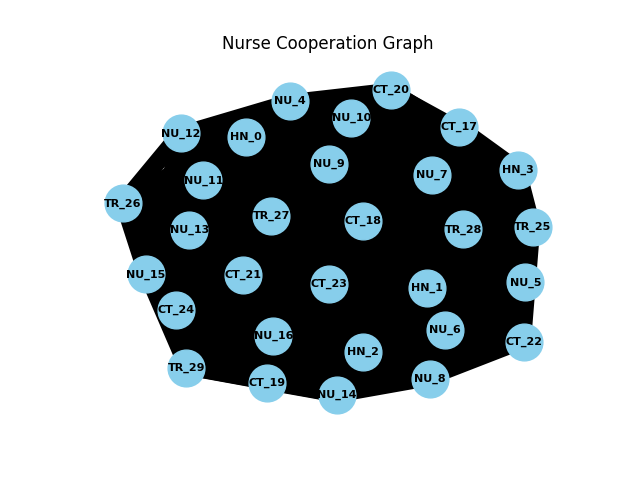 Nurse Cooperation Graph
CT_20
NU_4
NU_10
CT_17
NU_12
HN_0
NU_9
HN_3
NU_7
NU_11
TR_26
TR_27
CT_18
TR_25
TR_28
NU_13
NU_15
CT_21
NU_5
CT_23
HN_1
CT_24
NU_6
NU_16
CT_22
HN_2
TR_29
NU_8
CT_19
NU_14